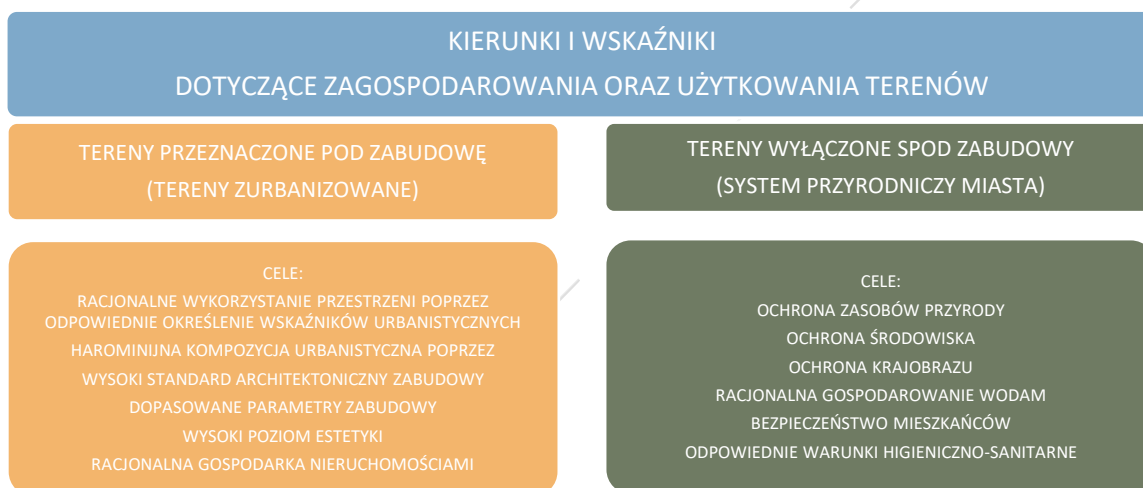 KIERUNKI I WSKAŹNIKI
DOTYCZĄCE ZAGOSPODAROWANIA ORAZ UŻYTKOWANIA TERENÓW
TERENY PRZEZNACZONE POD ZABUDOWĘ
(TERENY ZURBANIZOWANE)
TERENY WYŁĄCZONE SPOD ZABUDOWY
(SYSTEM PRZYRODNICZY MIASTA)
CELE:
RACJONALNE WYKORZYSTANIE PRZESTRZENI POPRZEZ
ODPOWIEDNIE OKREŚLENIE WSKAŹNIKÓW URBANISTYCZNYCH
HAROMINIJNA KOMPOZYCJA URBANISTYCZNA POPRZEZ
WYSOKI STANDARD ARCHITEKTONICZNY ZABUDOWY
DOPASOWANE PARAMETRY ZABUDOWY
WYSOKI POZIOM ESTETYKI
RACJONALNA GOSPODARKA NIERUCHOMOŚCIAMI
CELE:
OCHRONA ZASOBÓW PRZYRODY
OCHRONA ŚRODOWISKA
OCHRONA KRAJOBRAZU
RACJONALNA GOSPODAROWANIE WODAM
BEZPIECZEŃSTWO MIESZKAŃCÓW
ODPOWIEDNIE WARUNKI HIGIENICZNO-SANITARNE